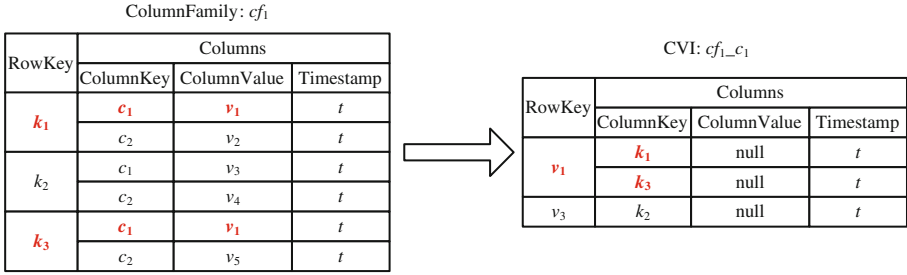 ColumnFamily: cf₁
RowKey Columns
ColumnKey ColumnValue Timestamp
k₁ c₁ v₁ t
c₂ v₂ t
k₂ c₁ v₃ t
c₂ v₄ t
k₃ c₁ v₁ t
c₂ v₅ t
CVI: cf₁_c₁
RowKey Columns
ColumnKey ColumnValue Timestamp
v₁ k₁ null t
k₃ null t
v₃ k₂ null t